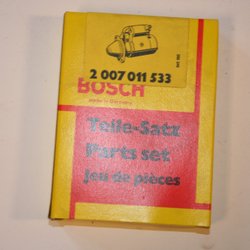 2 007 011 533
BOSCH
Made in Germany
Teile-Satz
Parts set
Jeu de pièces